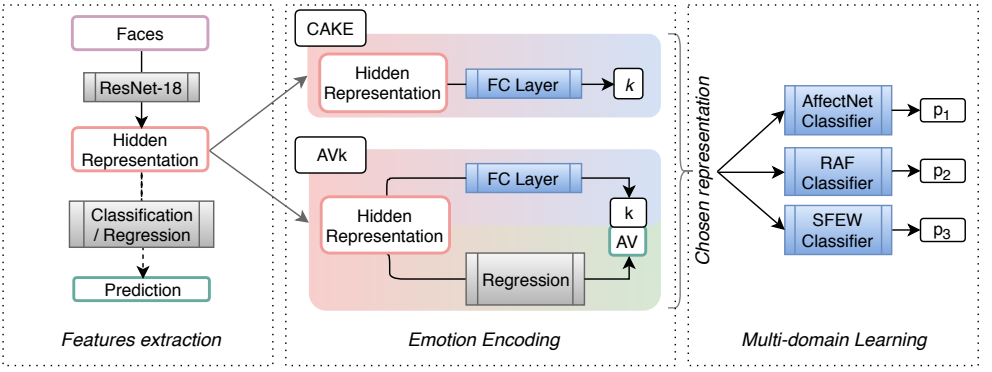 Faces
ResNet-18
Hidden
Representation
Classification
/ Regression
Prediction
Features extraction
CAKE
Hidden
Representation
FC Layer
k
AVk
FC Layer
Hidden
Representation
k
AV
Regression
Emotion Encoding
Chosen representation
AffectNet
Classifier
p1
RAF
Classifier
p2
SFEW
Classifier
p3
Multi-domain Learning